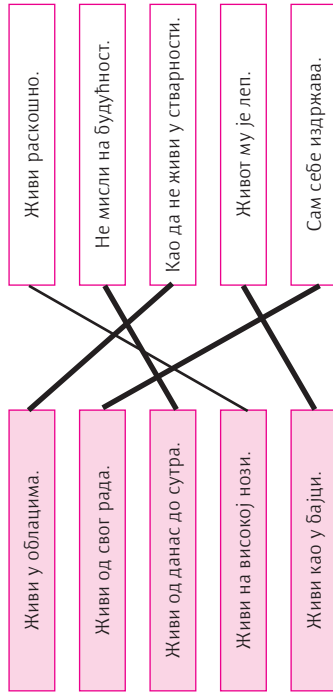 Живи у облацима.
Живи од свог рада.
Живи од данас до сутра.
Живи на високој нози.
Живи као у бајци.
Живи раскошно.
Не мисли на будућност.
Као да не живи у стварности.
Живот му је леп.
Сам себе издржава.